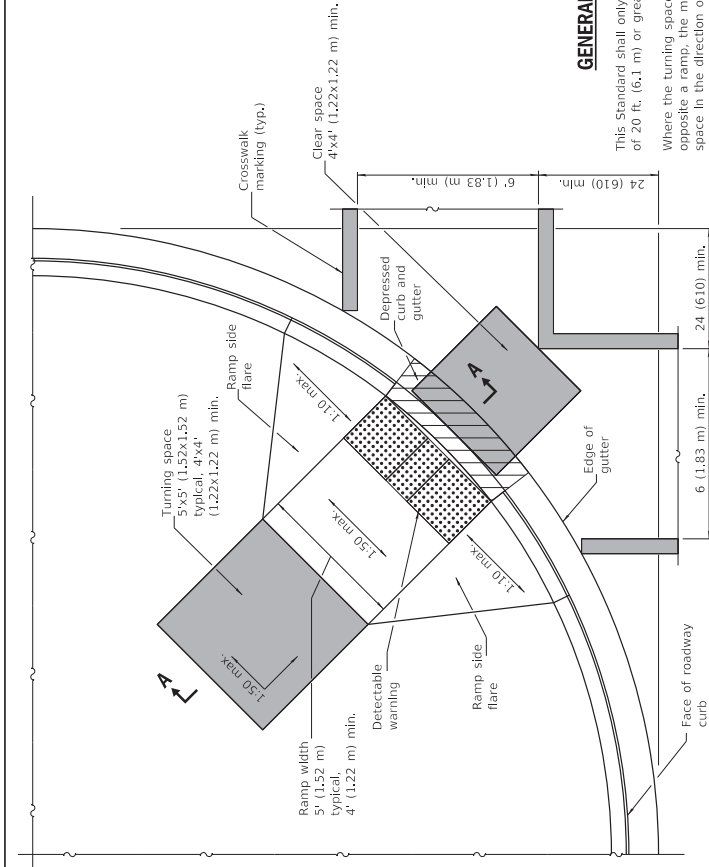 Crosswalk
marking (typ.)
Clear space
4'x4' (1.22x1.22 m) min.
Ramp side
flare
Turning space
5'x5' (1.52x1.52 m)
typical, 4'x4'
(1.22x1.22 m) min.
Depressed
curb and
gutter
1:10 max.
1:50 max.
1:50 max.
1:10 max.
A
A
6' (1.83 m) min.
24 (610) min.
24 (610) min.
6 (1.83 m) min.
Edge of
gutter
Ramp width
5' (1.52 m)
typical,
4' (1.22 m) min.
Detectable
warning
Ramp side
flare
Face of roadway
curb
GENERAL
This Standard shall only
of 20 ft. (6.1 m) or grea
Where the turning space
opposite a ramp, the m
space in the direction o